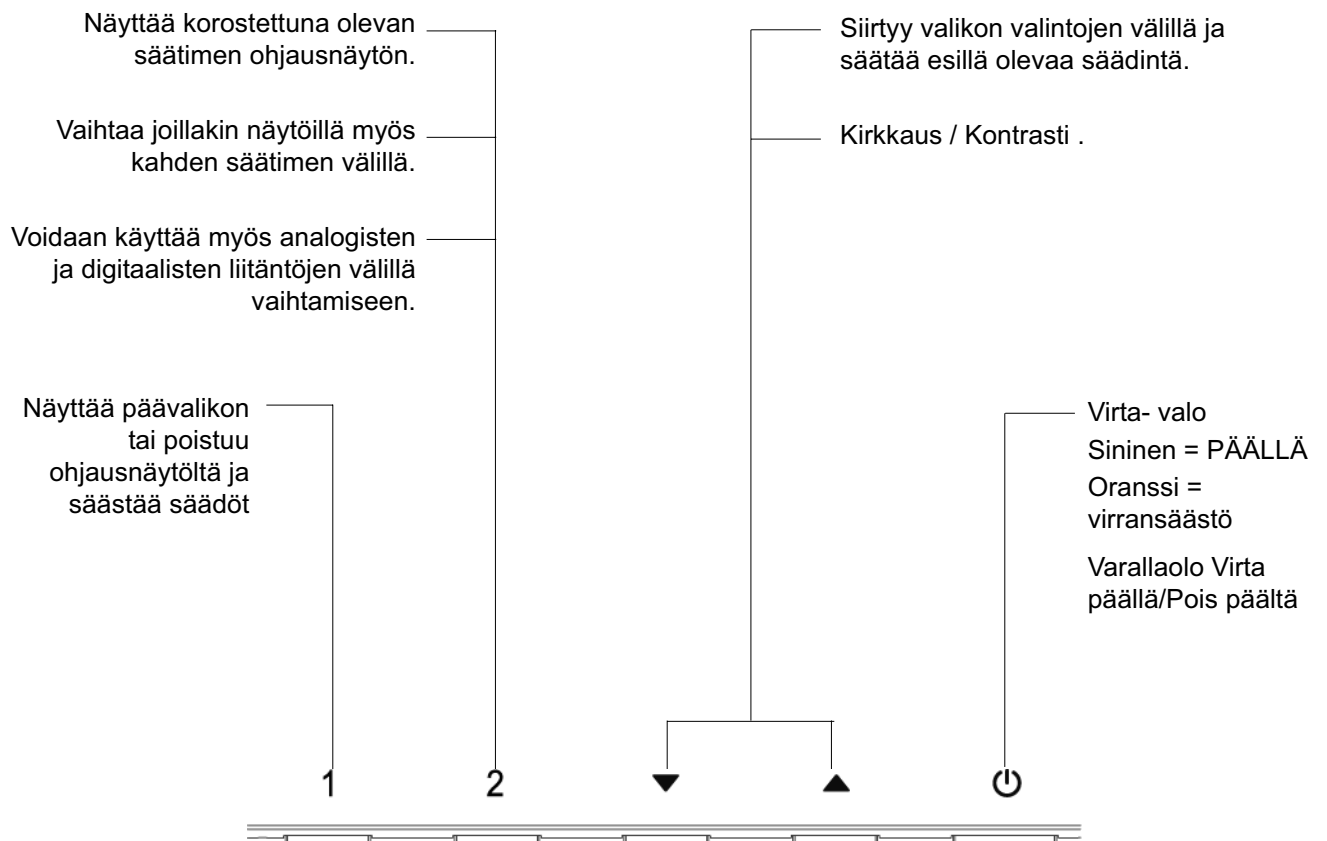 Näyttää korostettuna olevan
säätimen ohjausnäytön.
Vaihtaa joillakin näytöillä myös
kahden säätimen välillä.
Voidaan käyttää myös analogisten
ja digitaalisten liitäntöjen välillä
vaihtamiseen.
Näyttää päävalikon
tai poistuu
ohjausnäytöltä ja
säästää säädöt
Siirtyy valikon valintojen välillä ja
säätää esillä olevaa säädintä.
Kirkkaus / Kontrasti .
Virta- valo
Sininen = PÄÄLLÄ
Oranssi =
virransäästö
Varallaolo Virta
päällä/Pois päältä
1 2 ▼ ▲ ⏻